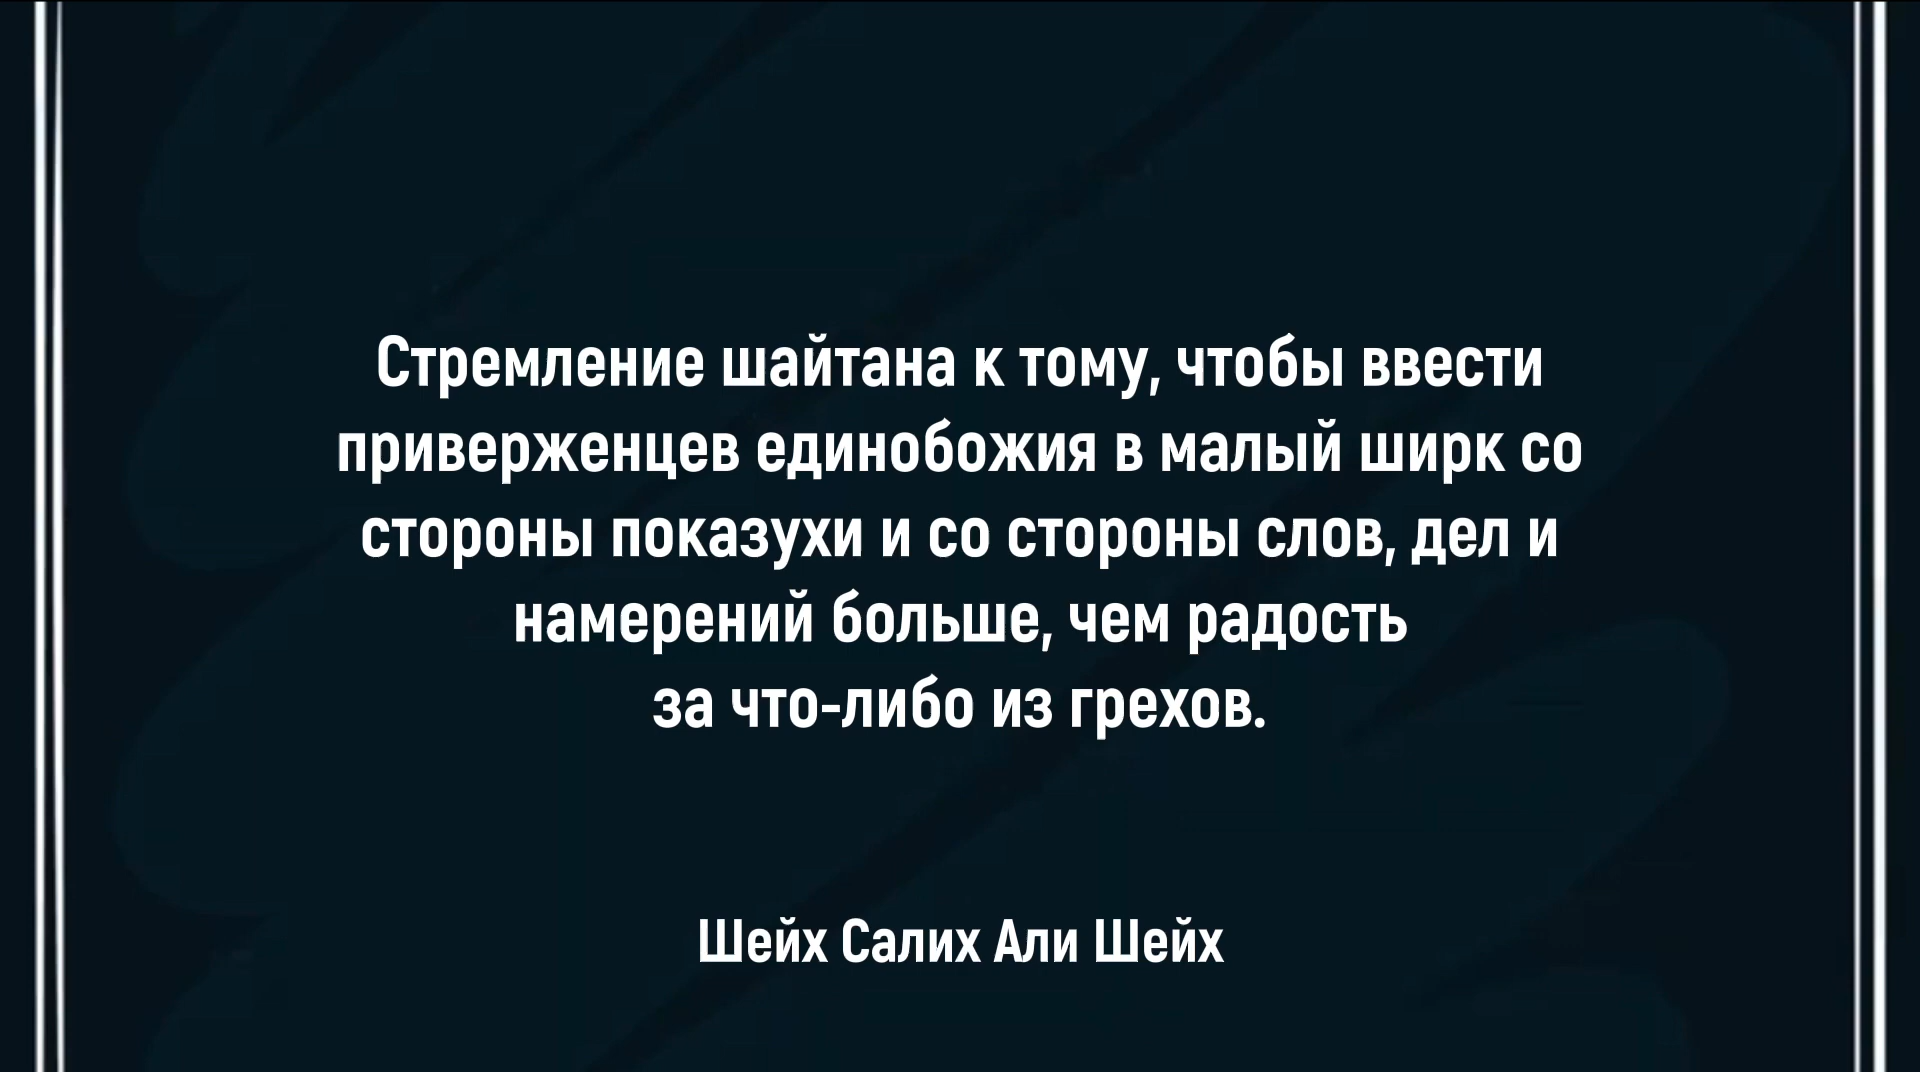 Стремление шайтана к тому, чтобы ввести
приверженцев единобожия в малый ширк со
стороны показухи и со стороны слов, дел и
намерений больше, чем радость
за что-либо из грехов.
Шейх Салих Али Шейх